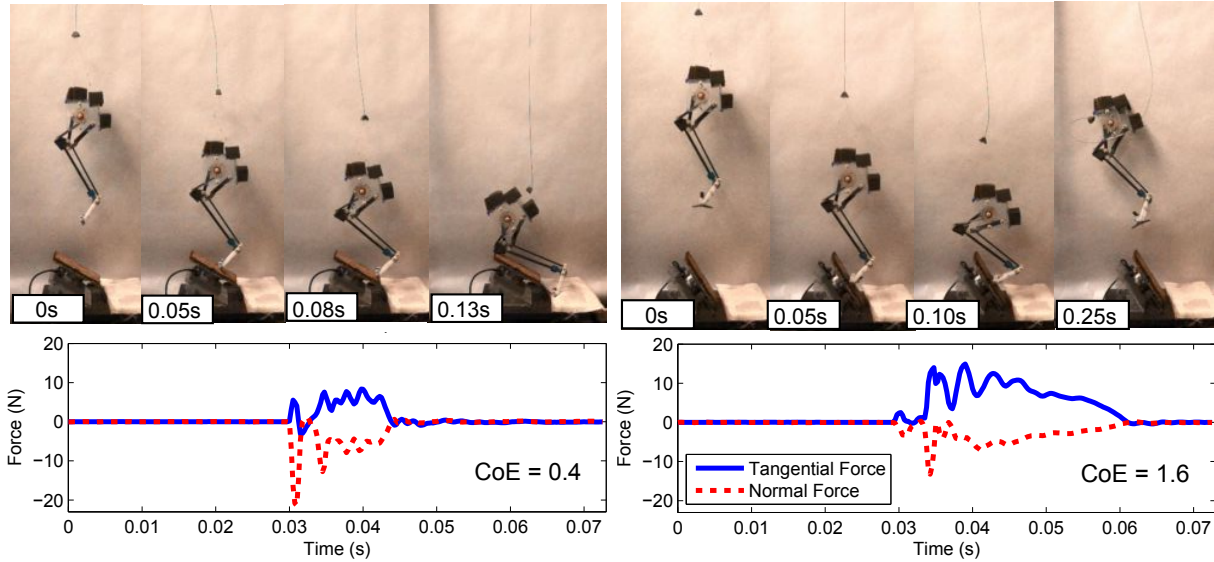 0s
0.05s
0.08s
0.13s
0s
0.05s
0.10s
0.25s
20
10
0
−10
−20
Force (N)
CoE = 0.4
0 0.01 0.02 0.03 0.04 0.05 0.06 0.07
Time (s)
20
10
0
−10
−20
Force (N)
Tangential Force
Normal Force
CoE = 1.6
0 0.01 0.02 0.03 0.04 0.05 0.06 0.07
Time (s)